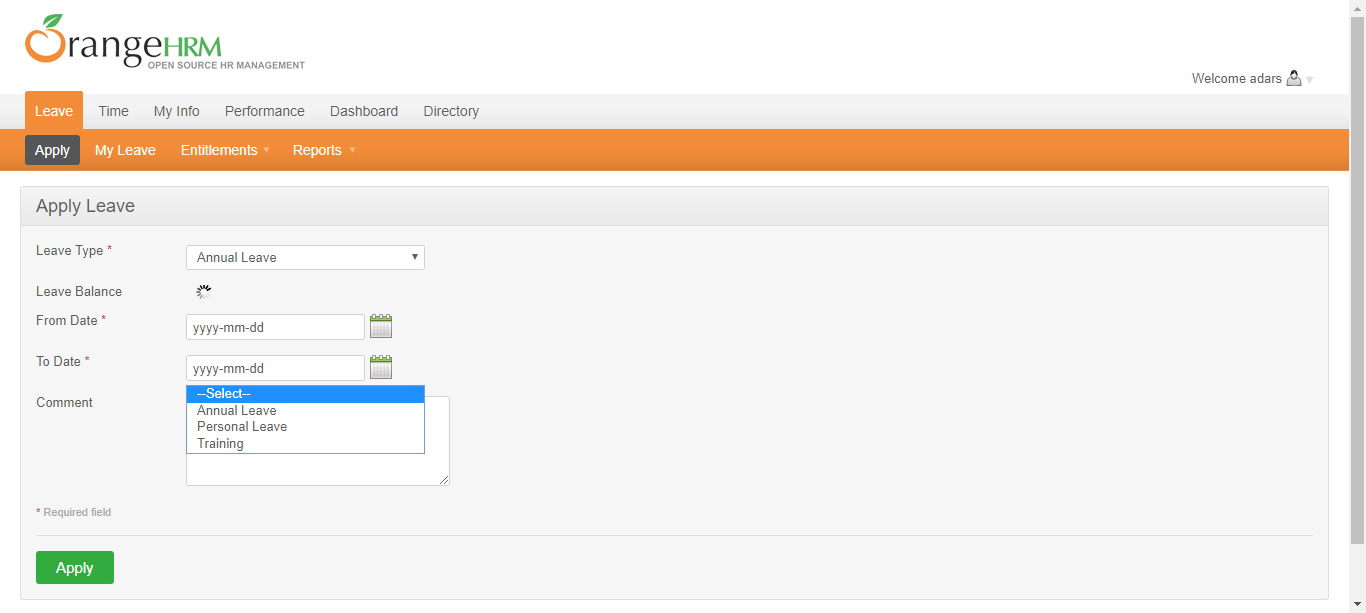 OrangeHRM
OPEN SOURCE HR MANAGEMENT
Welcome adars
Leave Time My Info Performance Dashboard Directory
Apply My Leave Entitlements Reports
Apply Leave
Leave Type * Annual Leave
Leave Balance
From Date * yyyy-mm-dd
To Date * yyyy-mm-dd
Comment
--Select--
Annual Leave
Personal Leave
Training
* Required field
Apply